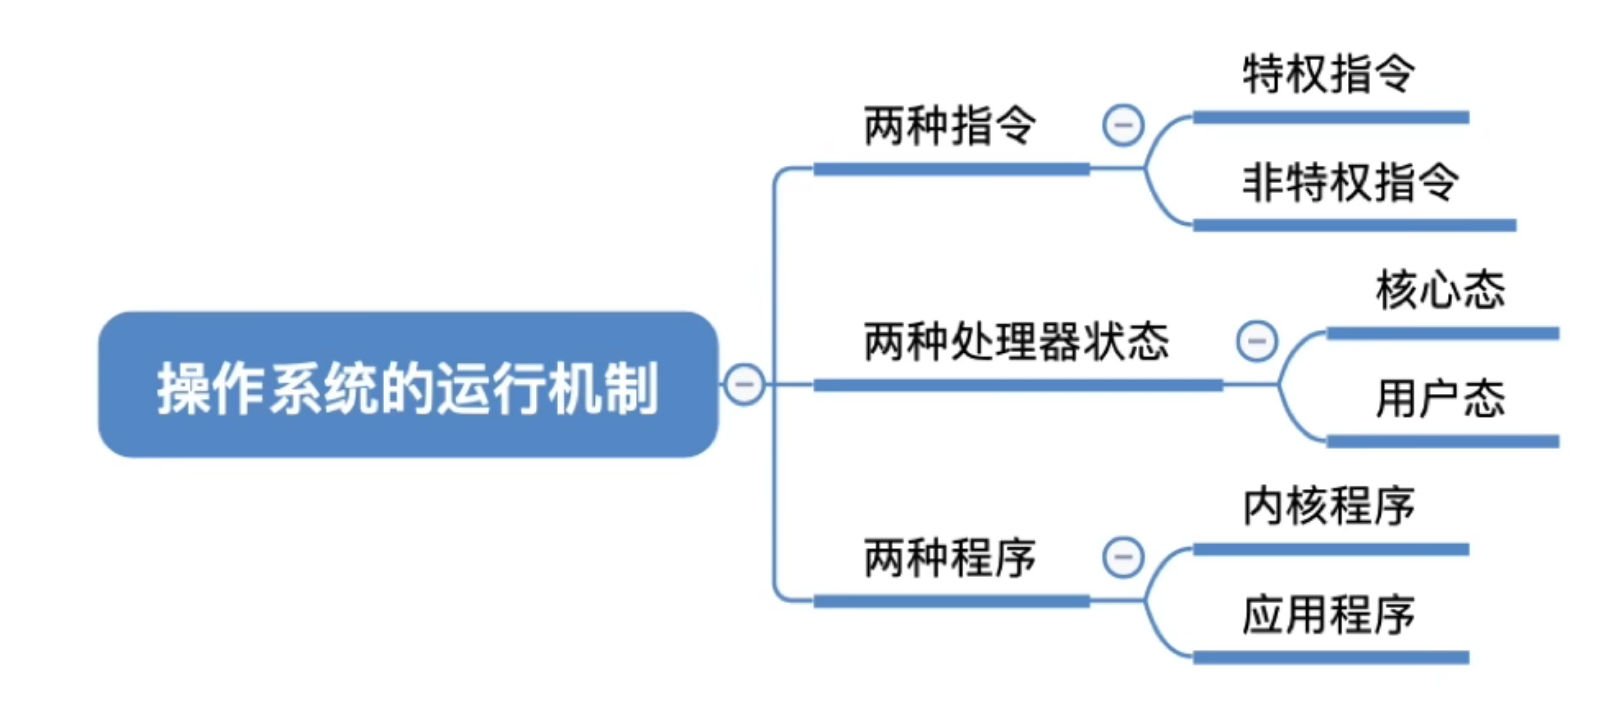 操作系统的运行机制
两种指令
特权指令
非特权指令
两种处理器状态
核心态
用户态
两种程序
内核程序
应用程序